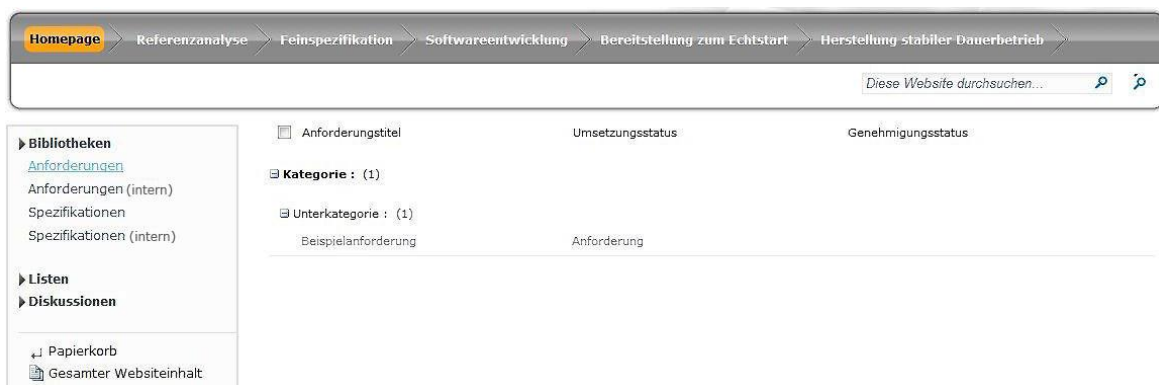 Homepage Referenzanalyse Feinspezifikation Softwareentwicklung Bereitstellung zum Echtstart Herstellung stabiler Dauerbetrieb
Diese Website durchsuchen...
Bibliotheken
Anforderungen
Anforderungen (intern)
Spezifikationen
Spezifikationen (intern)
Listen
Diskussionen
Papierkorb
Gesamter Websiteinhalt
Anforderungstitel Umsetzungsstatus Genehmigungsstatus
Kategorie : (1)
Unterkategorie : (1)
Beispielanforderung Anforderung